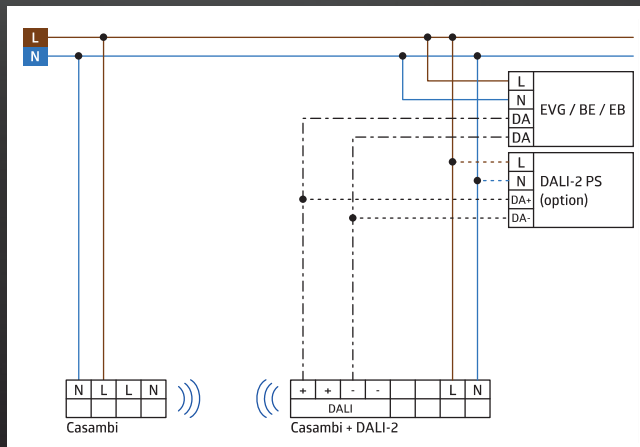 L
N
L
N
EVG / BE / EB
DA
DA
L
N
DALI-2 PS
DA+
(option)
DA-
N L L N
+ + - - L N
DALI
Casambi
Casambi + DALI-2